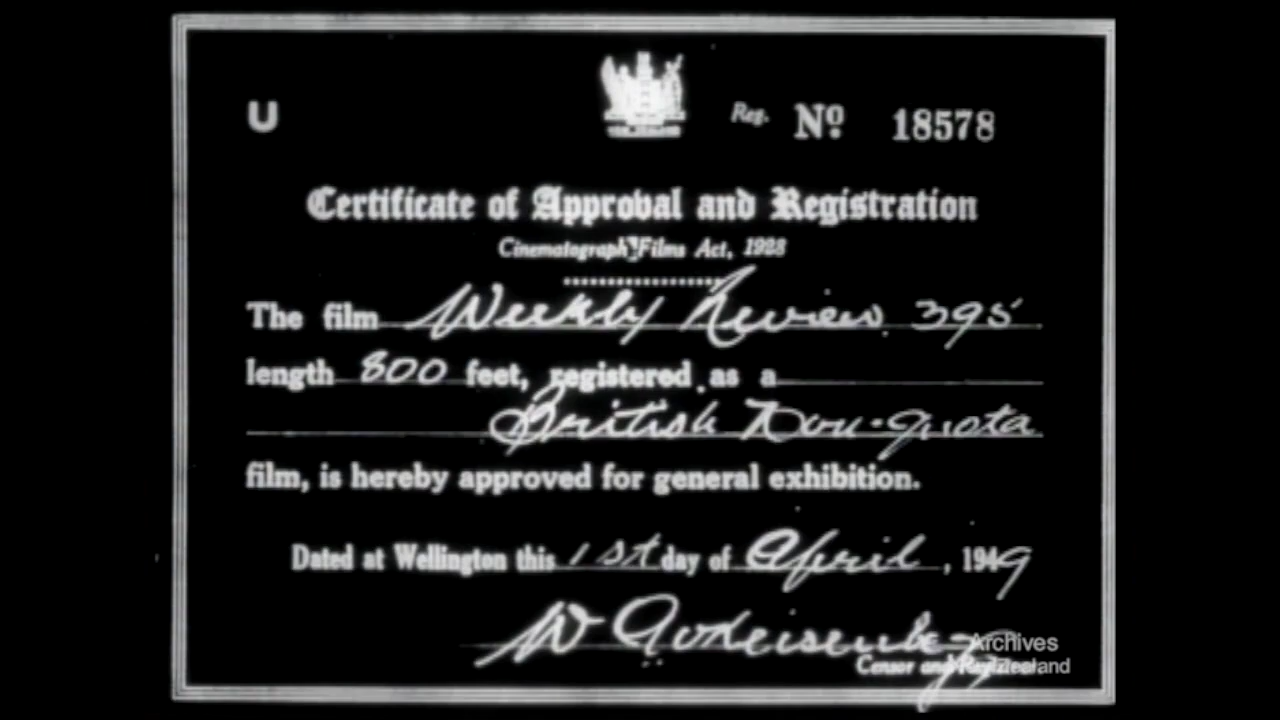 U
Reg. Nº 18578
Certificate of Approval and Registration
Cinematograph Films Act, 1928
The film Weekly Review 395
length 800 feet, registered as a
British Non-quota
film, is hereby approved for general exhibition.
Dated at Wellington this 1st day of April, 1949
W
Archives
Censor and
Zealand